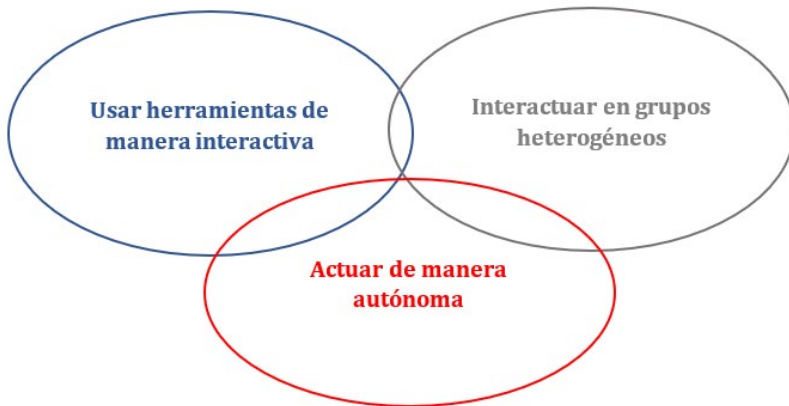 Usar herramientas de
manera interactiva
Interactuar en grupos
heterogéneos
Actuar de manera
autónoma